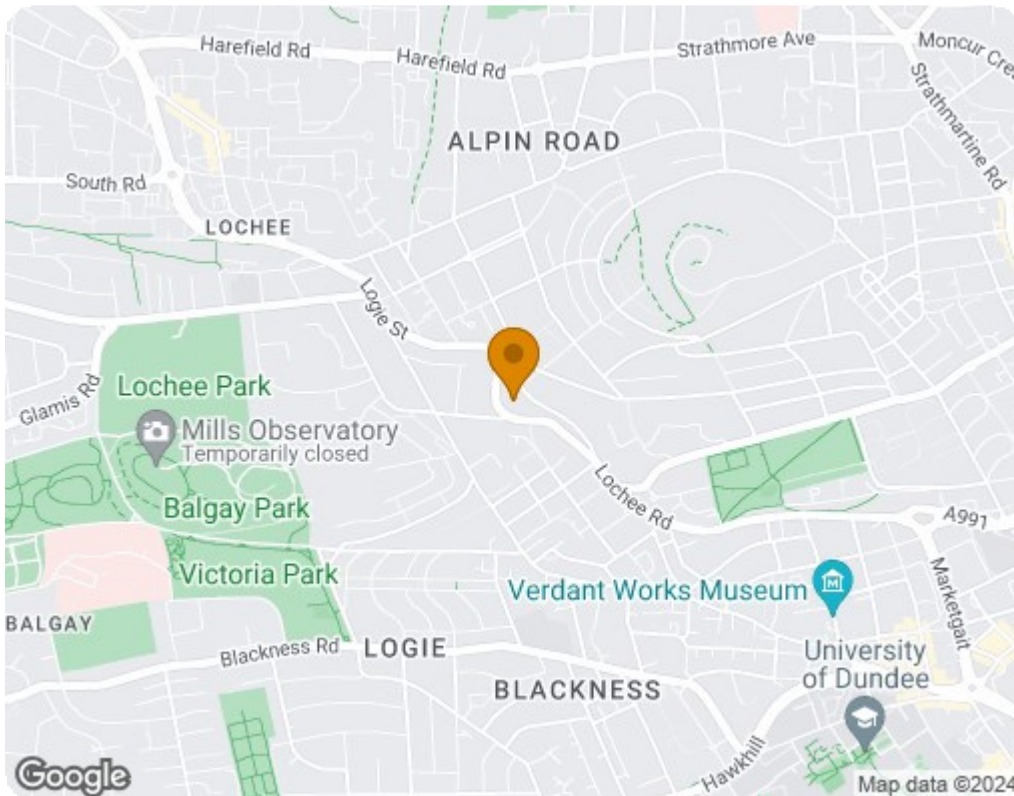 Harefield Rd
Harefield Rd
Strathmore Ave
Moncur Cres
Strathmartine Rd
ALPIN ROAD
South Rd
LOCHEE
Logie St
Glamis Rd
Lochee Park
Mills Observatory
Temporarily closed
Lochee Rd
Balgay Park
A991
Victoria Park
Verdant Works Museum
Marketgait
BALGAY
Blackness Rd
LOGIE
University
of Dundee
BLACKNESS
Hawkhill
Google
Map data ©2024